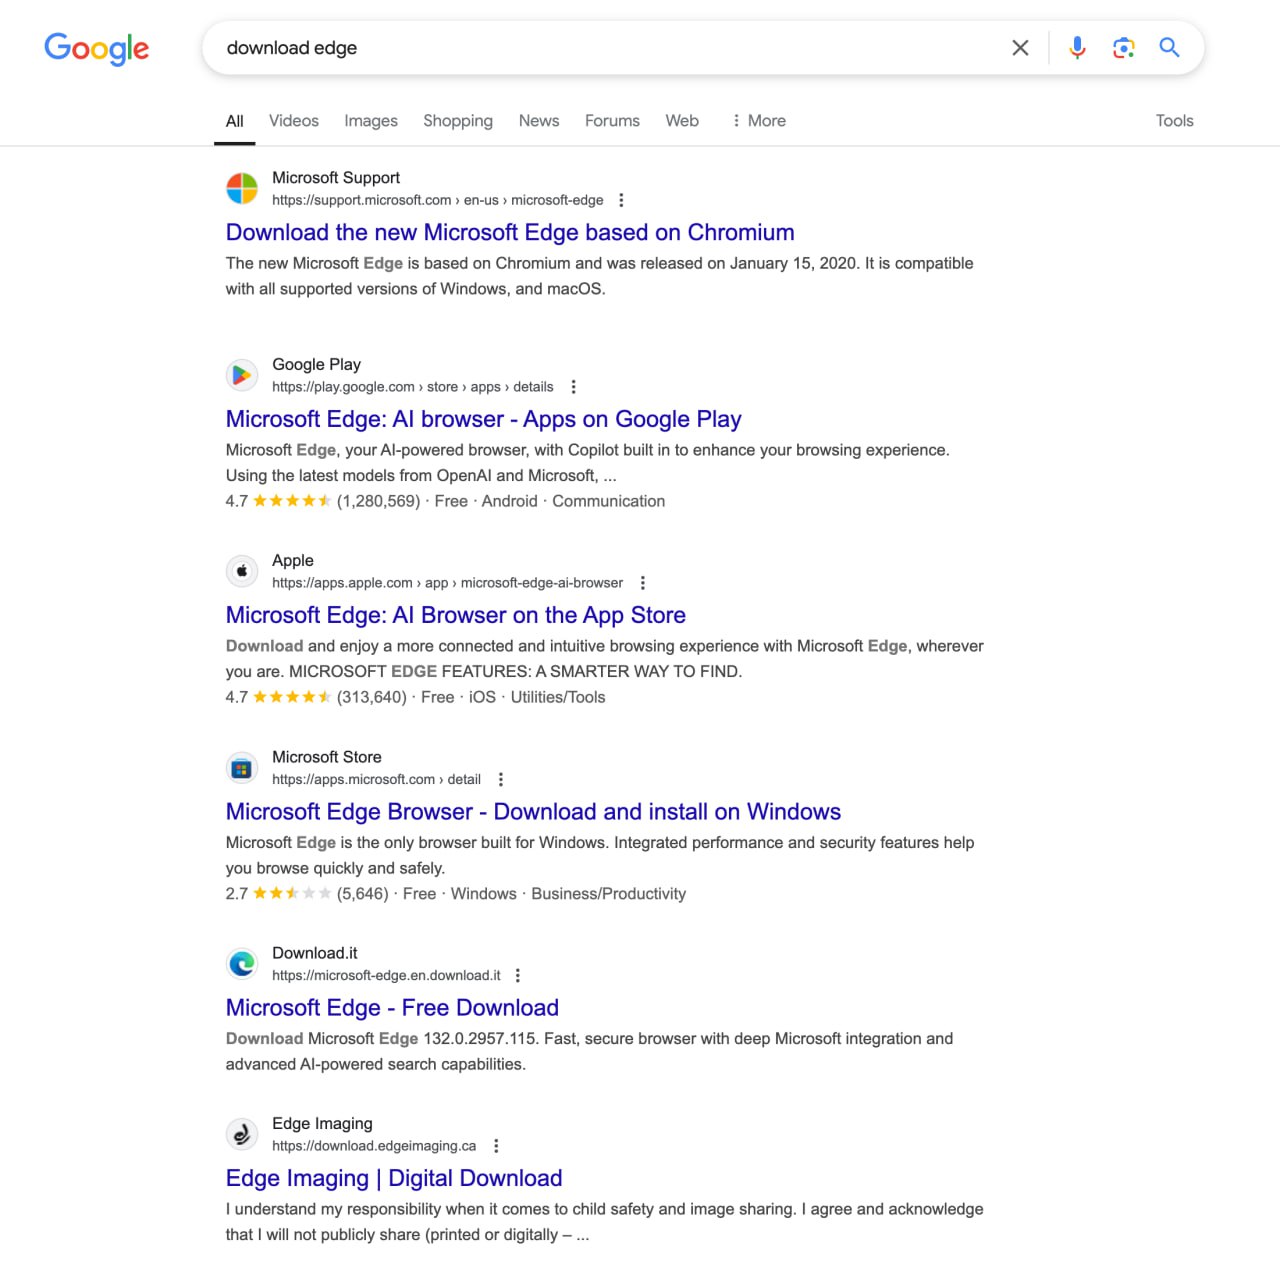 Google
download edge
All Videos Images Shopping News Forums Web More Tools
Microsoft Support
https://support.microsoft.com › en-us › microsoft-edge
Download the new Microsoft Edge based on Chromium
The new Microsoft Edge is based on Chromium and was released on January 15, 2020. It is compatible
with all supported versions of Windows, and macOS.
Google Play
https://play.google.com › store › apps › details
Microsoft Edge: AI browser - Apps on Google Play
Microsoft Edge, your AI-powered browser, with Copilot built in to enhance your browsing experience.
Using the latest models from OpenAI and Microsoft, ...
4.7 (1,280,569) · Free · Android · Communication
Apple
https://apps.apple.com › app › microsoft-edge-ai-browser
Microsoft Edge: AI Browser on the App Store
Download and enjoy a more connected and intuitive browsing experience with Microsoft Edge, wherever
you are. MICROSOFT EDGE FEATURES: A SMARTER WAY TO FIND.
4.7 (313,640) · Free · iOS · Utilities/Tools
Microsoft Store
https://apps.microsoft.com › detail
Microsoft Edge Browser - Download and install on Windows
Microsoft Edge is the only browser built for Windows. Integrated performance and security features help
you browse quickly and safely.
2.7 (5,646) · Free · Windows · Business/Productivity
Download.it
https://microsoft-edge.en.download.it
Microsoft Edge - Free Download
Download Microsoft Edge 132.0.2957.115. Fast, secure browser with deep Microsoft integration and
advanced AI-powered search capabilities.
Edge Imaging
https://download.edgeimaging.ca
Edge Imaging | Digital Download
I understand my responsibility when it comes to child safety and image sharing. I agree and acknowledge
that I will not publicly share (printed or digitally – ...